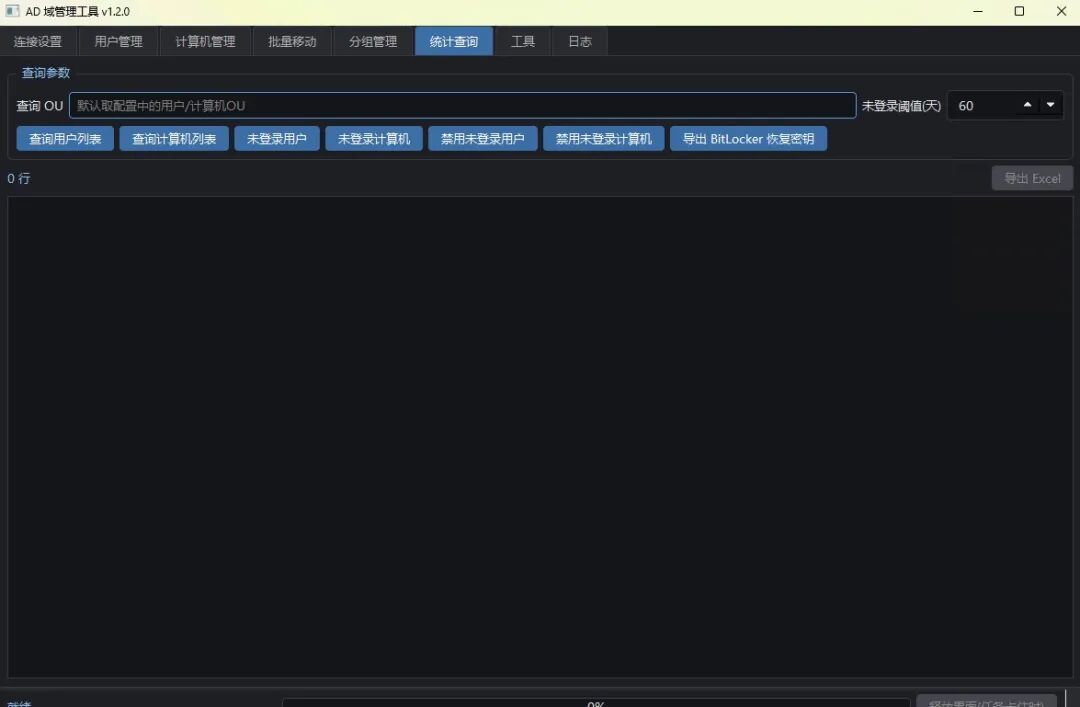 AD 域管理工具 v1.2.0
连接设置 用户管理 计算机管理 批量移动 分组管理 统计查询 工具 日志
查询参数
查询 OU 默认取配置中的用户/计算机OU 未登录阈值(天) 60
查询用户列表 查询计算机列表 未登录用户 未登录计算机 禁用未登录用户 禁用未登录计算机 导出 BitLocker 恢复密钥
0 行 导出 Excel
就绪 0%